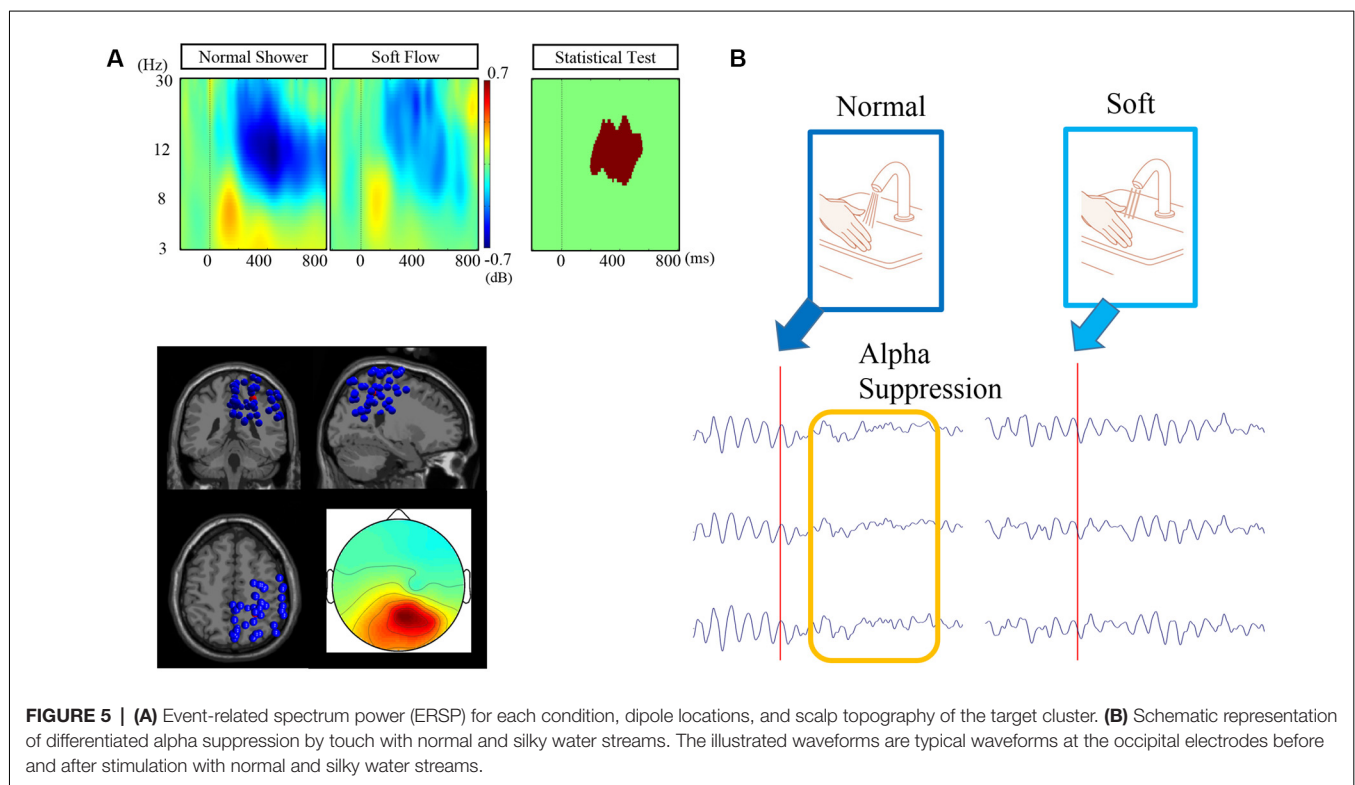 A
(Hz)
Normal Shower
Soft Flow
Statistical Test
30
12
8
3
0.7
-0.7
(dB)
0 400 800
0 400 800
0 400 800 (ms)
B
Normal
Soft
Alpha
Suppression
FIGURE 5 | (A) Event-related spectrum power (ERSP) for each condition, dipole locations, and scalp topography of the target cluster. (B) Schematic representation
of differentiated alpha suppression by touch with normal and silky water streams. The illustrated waveforms are typical waveforms at the occipital electrodes before
and after stimulation with normal and silky water streams.